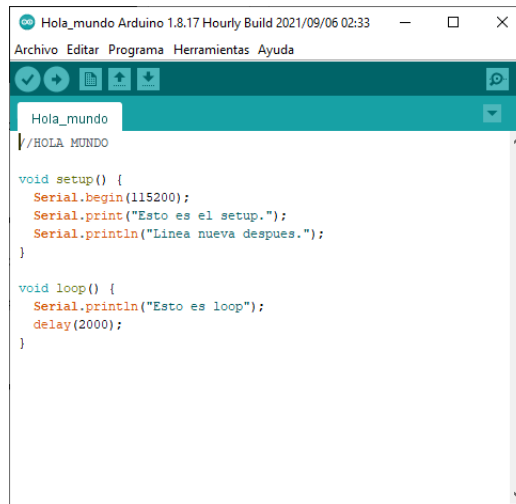 Hola_mundo Arduino 1.8.17 Hourly Build 2021/09/06 02:33
Archivo Editar Programa Herramientas Ayuda
Hola_mundo
//HOLA MUNDO
void setup() {
Serial.begin(115200);
Serial.print("Esto es el setup.");
Serial.println("Linea nueva despues.");
}
void loop() {
Serial.println("Esto es loop");
delay(2000);
}